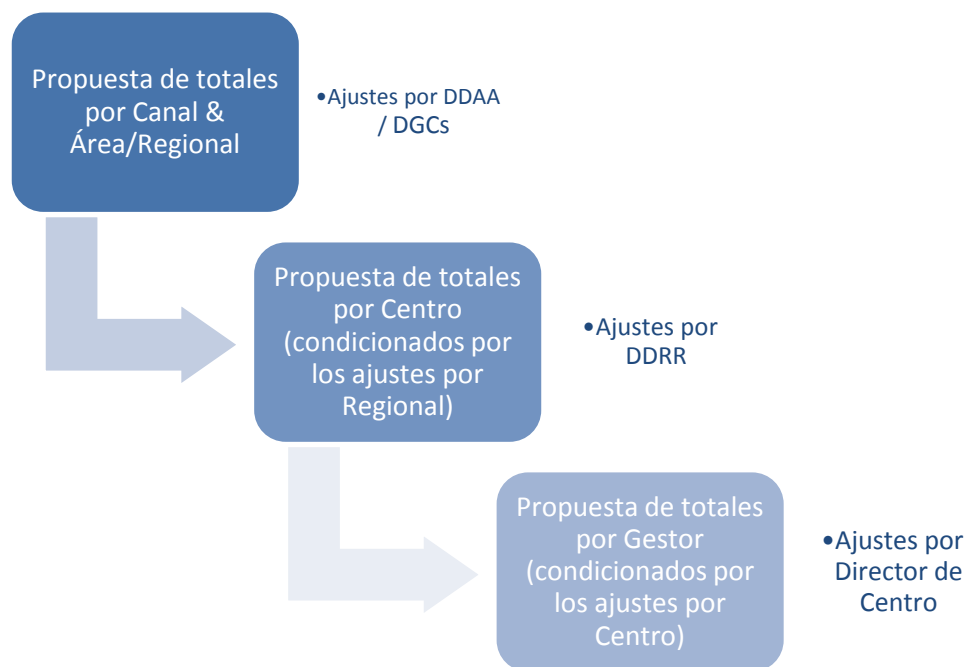 Propuesta de totales
por Canal &
Área/Regional
•Ajustes por DDAA
/ DGCs
Propuesta de totales
por Centro
(condicionados por
los ajustes por
Regional)
•Ajustes por
DDRR
Propuesta de totales
por Gestor
(condicionados por
los ajustes por
Centro)
•Ajustes por
Director de
Centro